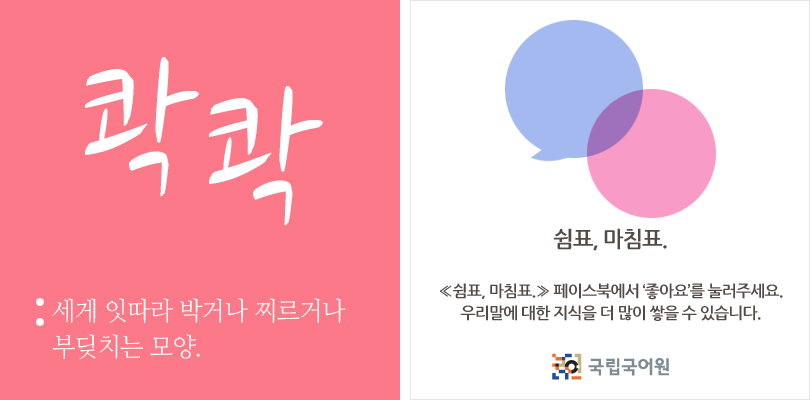 콱콱
: 세게 잇따라 박거나 찌르거나
부딪치는 모양.
쉼표, 마침표.
≪쉼표, 마침표.≫ 페이스북에서 '좋아요'를 눌러주세요.
우리말에 대한 지식을 더 많이 쌓을 수 있습니다.
국립국어원